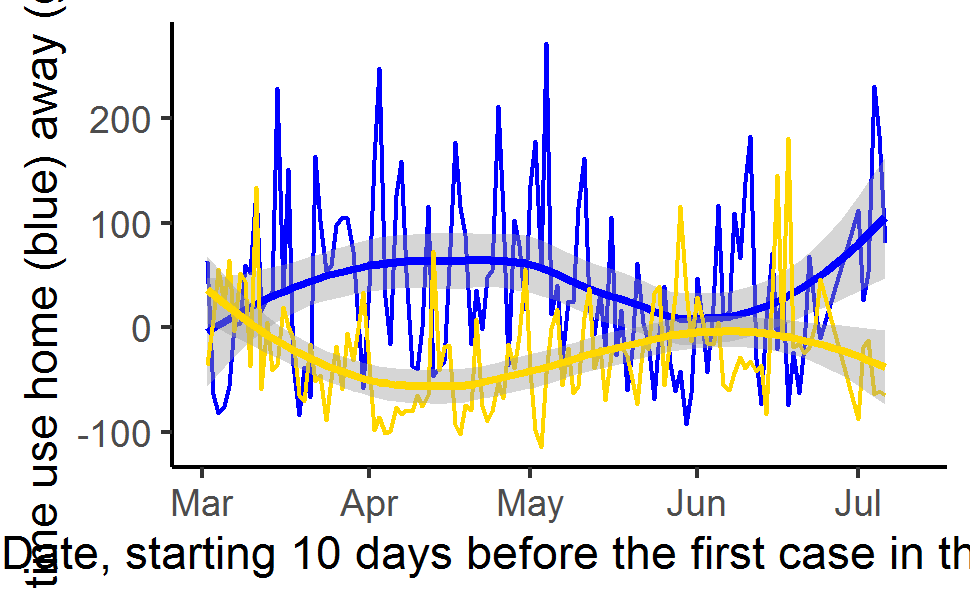 time use home (blue) away (
200
100
0
-100
Mar Apr May Jun Jul
Date, starting 10 days before the first case in th